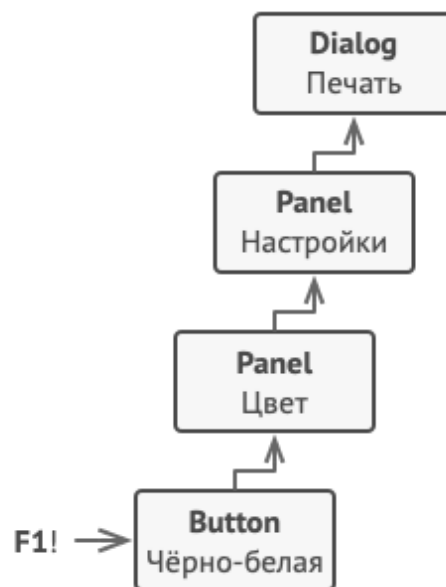 Dialog
Печать
Panel
Настройки
Panel
Цвет
Button
F1!
Чёрно-белая